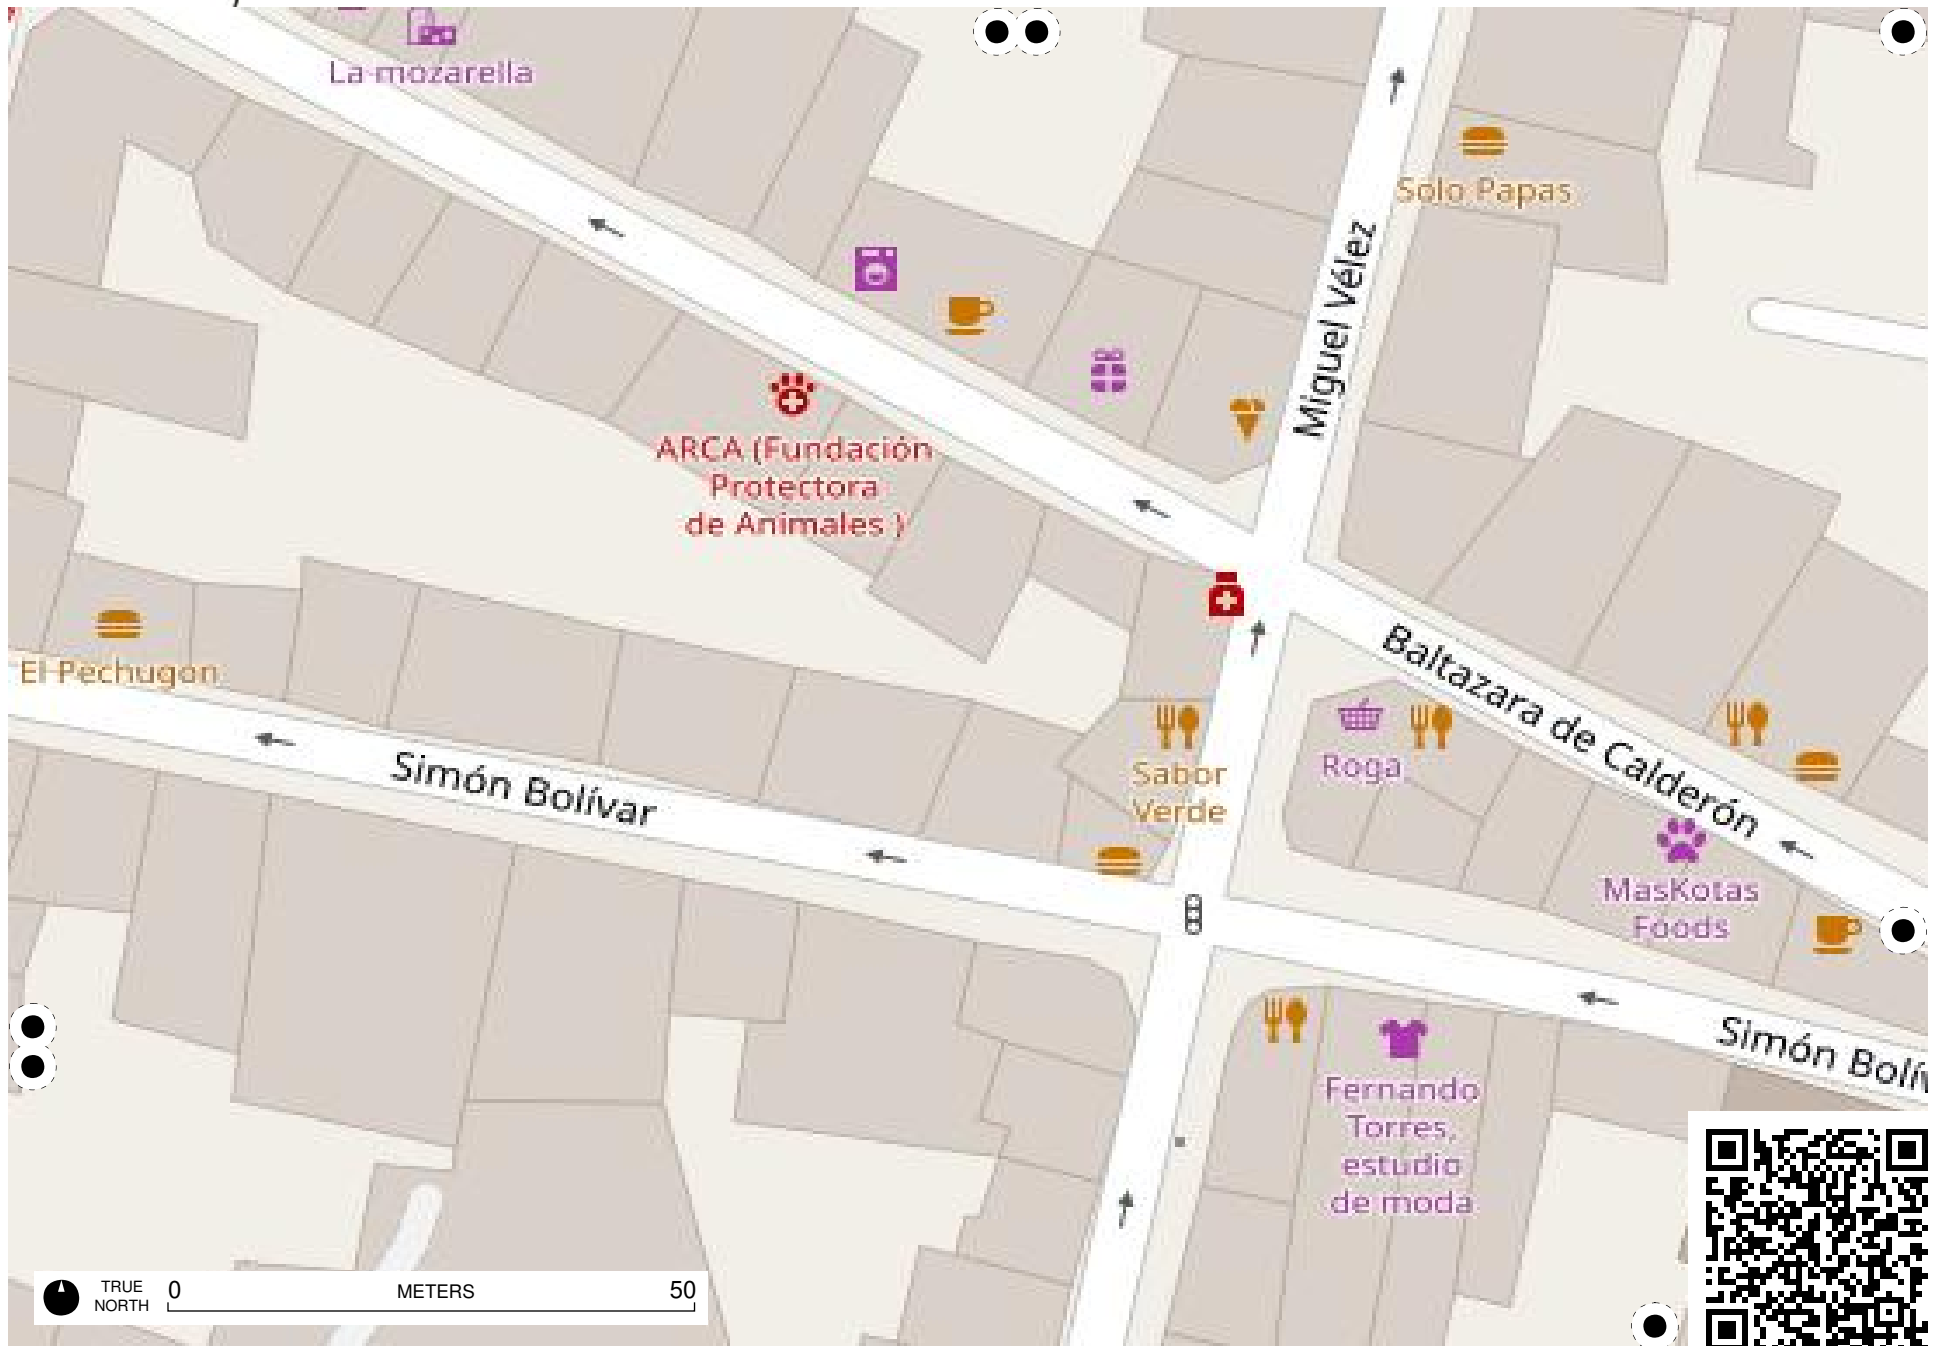 La mozarella
Solo Papas
Miguel Vélez
ARCA (Fundación
Protectora
de Animales )
El Pechugon
Baltazara de Calderón
Sabor
Verde
Roga
Simón Bolívar
MasKotas
Foods
Simón Bolív
Fernando
Torres,
estudio
de moda
TRUE
NORTH
0
METERS
50